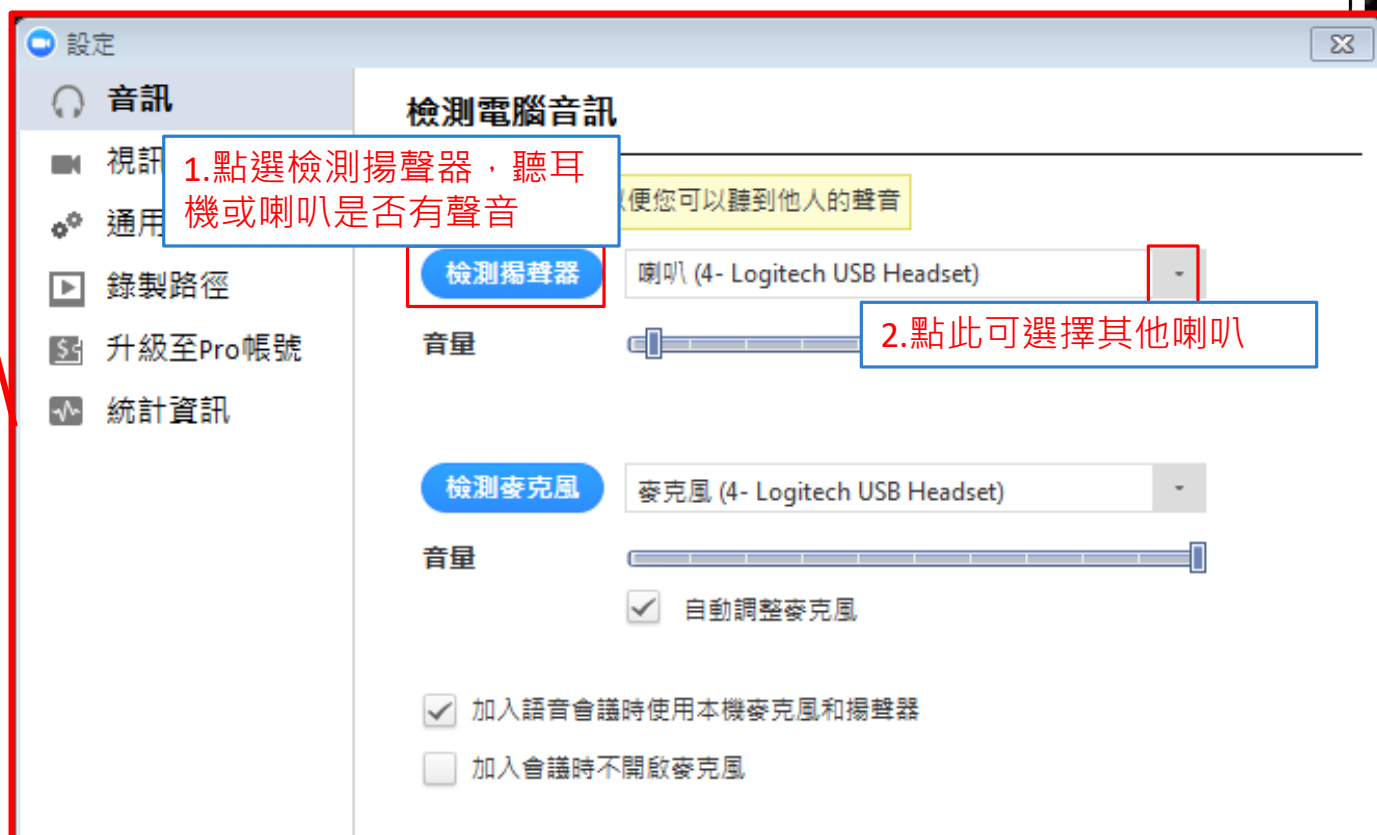 設定
音訊
視訊
通用
錄製路徑
升級至Pro帳號
統計資訊
檢測電腦音訊
1.點選檢測揚聲器，聽耳
機或喇叭是否有聲音
便您可以聽到他人的聲音
檢測揚聲器
喇叭 (4- Logitech USB Headset)
2.點此可選擇其他喇叭
音量
檢測麥克風
麥克風 (4- Logitech USB Headset)
音量
自動調整麥克風
加入語音會議時使用本機麥克風和揚聲器
加入會議時不開啟麥克風